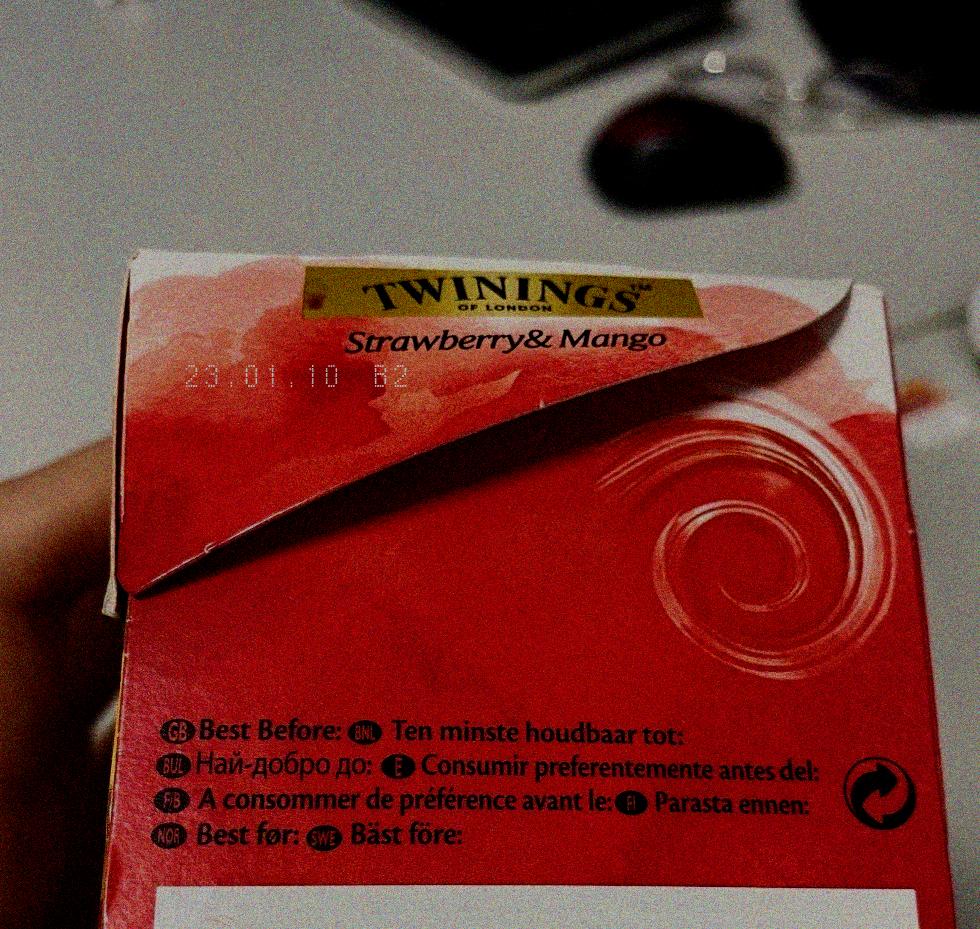 TWININGS™
OF LONDON
Strawberry& Mango
23.01.10 B2
GB Best Before: BNL Ten minste houdbaar tot:
BUL Най-добро до: E Consumir preferentemente antes del:
F/B A consommer de préférence avant le: FI Parasta ennen:
NOR Best før: SWE Bäst före: